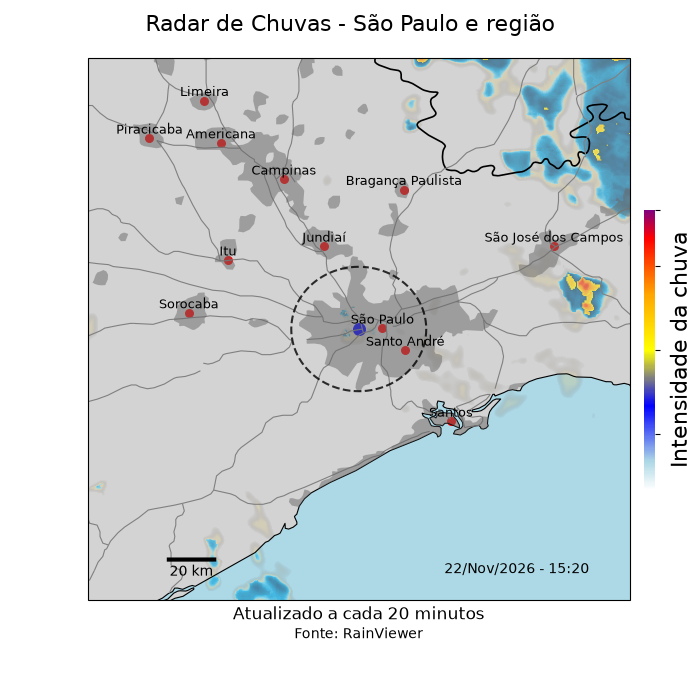 Radar de Chuvas - São Paulo e região
Limeira
Piracicaba
Americana
Campinas
Bragança Paulista
Jundiaí
São José dos Campos
Itu
Sorocaba
São Paulo
Santo André
Santos
Intensidade da chuva
20 km
22/Nov/2026 - 15:20
Atualizado a cada 20 minutos
Fonte: RainViewer